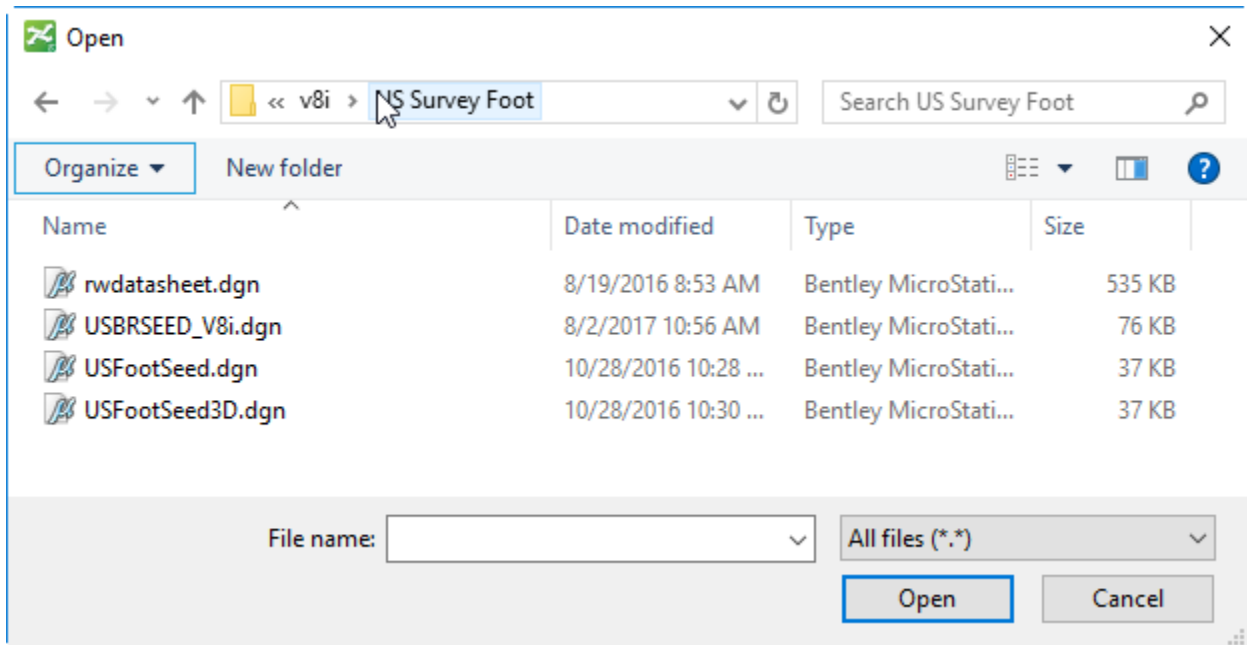 Open
« v8i > US Survey Foot
Search US Survey Foot
Organize
New folder
?
Name Date modified Type Size
rwdatasheet.dgn 8/19/2016 8:53 AM Bentley MicroStati... 535 KB
USBRSEED_V8i.dgn 8/2/2017 10:56 AM Bentley MicroStati... 76 KB
USFootSeed.dgn 10/28/2016 10:28 ... Bentley MicroStati... 37 KB
USFootSeed3D.dgn 10/28/2016 10:30 ... Bentley MicroStati... 37 KB
File name:
All files (*.*)
Open
Cancel